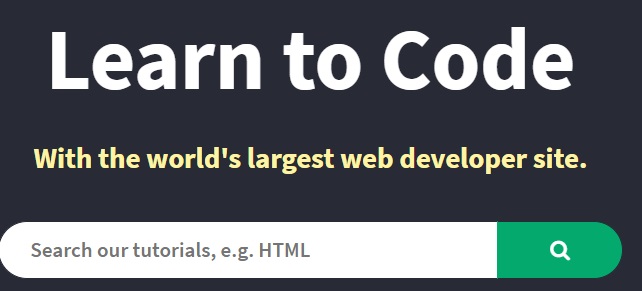 Learn to Code
With the world's largest web developer site.
Search our tutorials, e.g. HTML